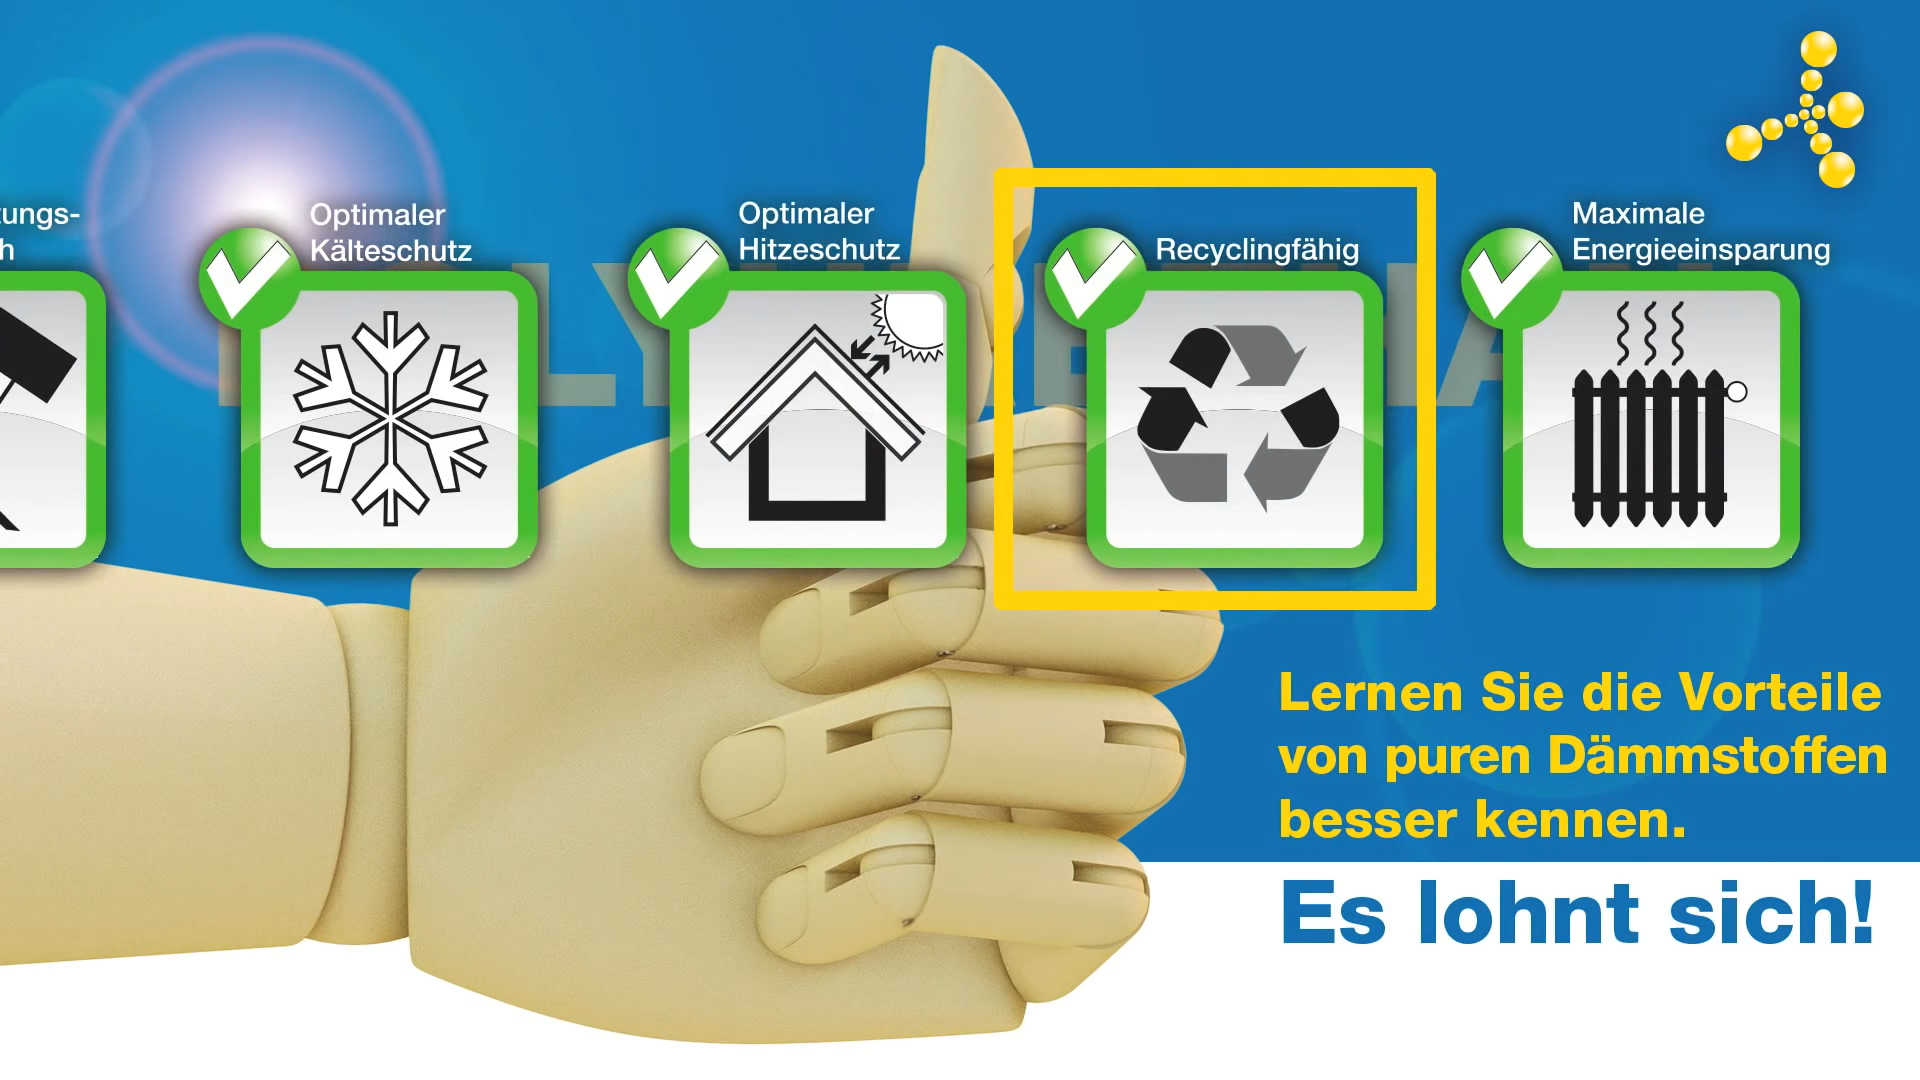 Optimaler
Kälteschutz
Optimaler
Hitzeschutz
Recyclingfähig
Maximale
Energieeinsparung
Lernen Sie die Vorteile
von puren Dämmstoffen
besser kennen.
Es lohnt sich!